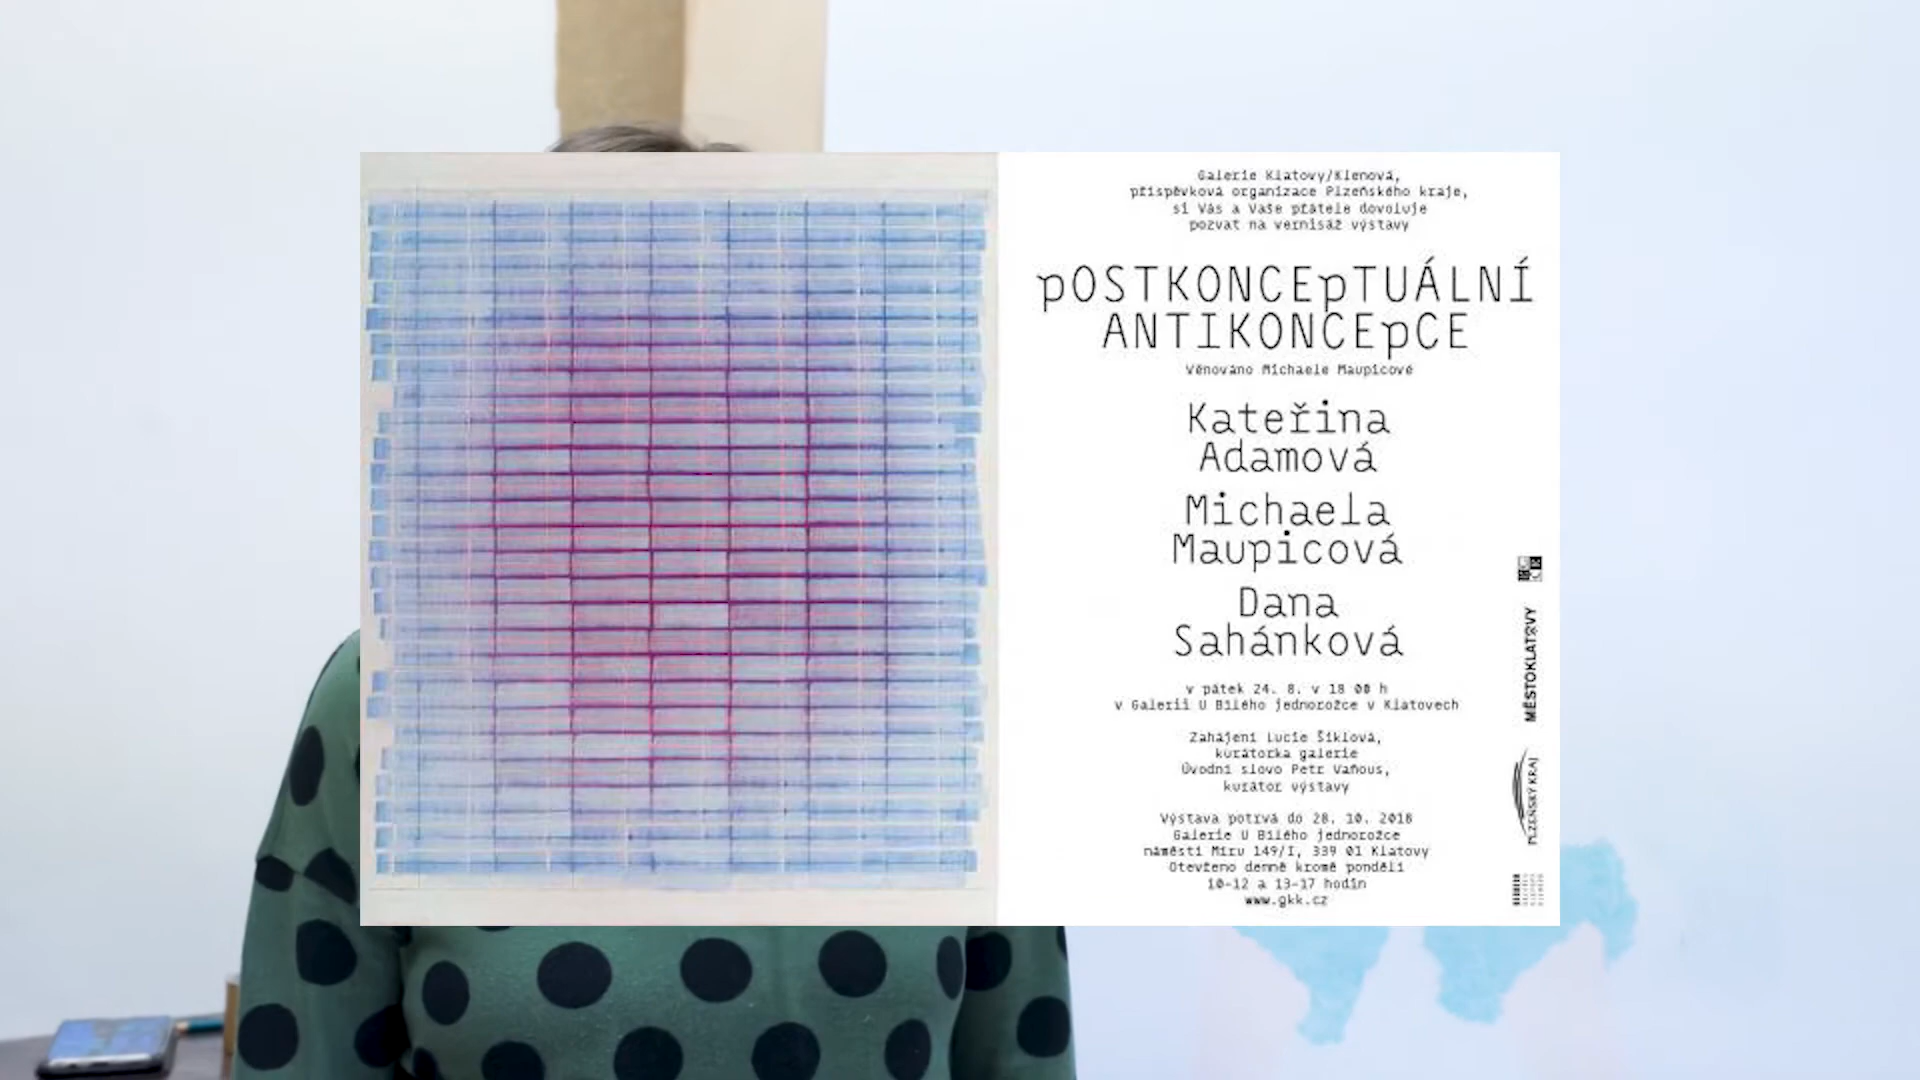 Galerie Klatovy/Klenová,
příspěvková organizace Plzeňského kraje,
si Vás a Vaše přátele dovoluje
pozvat na vernisáž výstavy
pOSTKONCEpTUÁLNÍ
ANTIKONCEpCE
Věnováno Michaele Maupicové
Kateřina
Adamová
Michaela
Maupicová
Dana
Sahánková
v pátek 24. 8. v 18 00 h
v Galerii U Bílého jednorožce v Klatovech
Zahájení Lucie Šiklová,
kurátorka galerie
Úvodní slovo Petr Vaňous,
kurátor výstavy
Výstava potrvá do 28. 10. 2018
Galerie U Bílého jednorožce
náměstí Míru 149/I, 339 01 Klatovy
Otevřeno denně kromě pondělí
10–12 a 13–17 hodin
www.gkk.cz
MĚSTOKLATOVY
PLZEŇSKÝ KRAJ